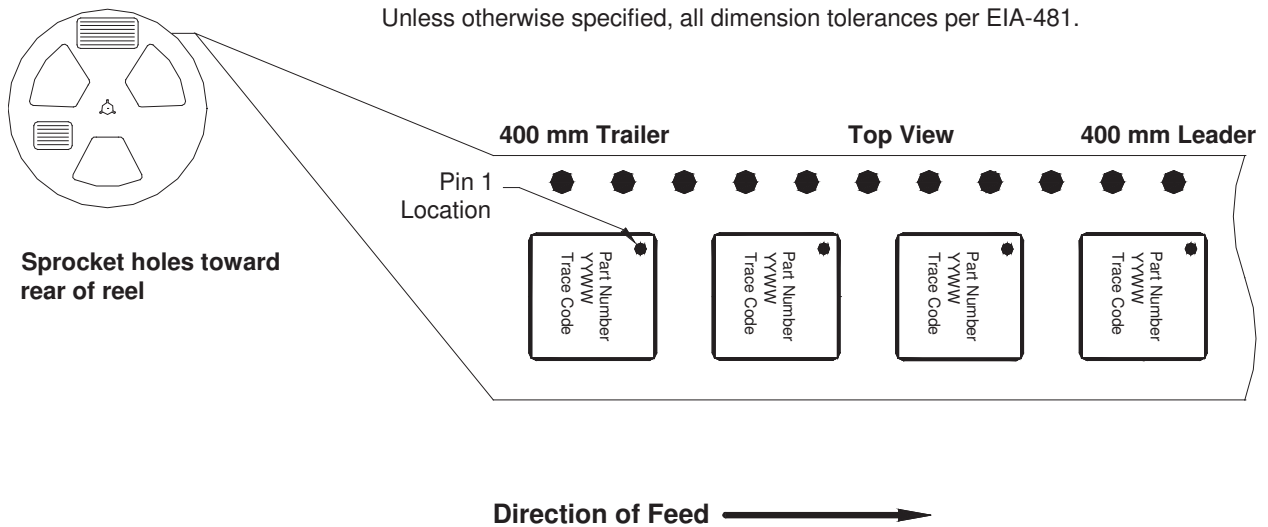 Unless otherwise specified, all dimension tolerances per EIA-481.
400 mm Trailer
Top View
400 mm Leader
Pin 1
Location
Sprocket holes toward
rear of reel
Part Number
YYWW
Trace Code
Part Number
YYWW
Trace Code
Part Number
YYWW
Trace Code
Part Number
YYWW
Trace Code
Direction of Feed